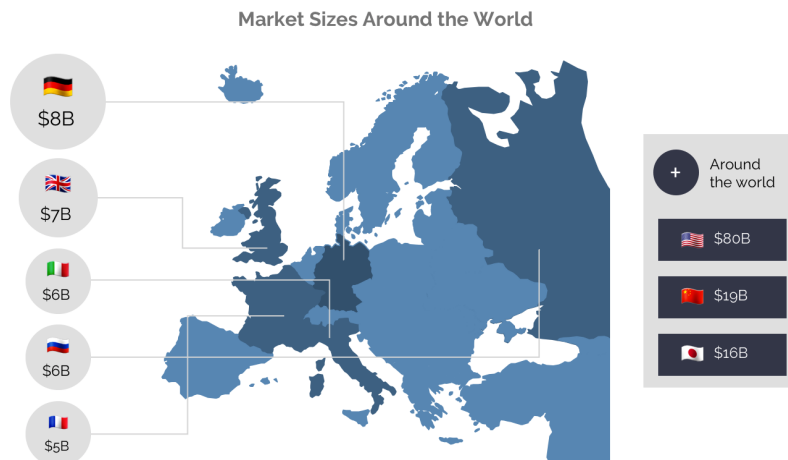 Market Sizes Around the World
$8B
$7B
$6B
$6B
$5B
+
Around
the world
$80B
$19B
$16B